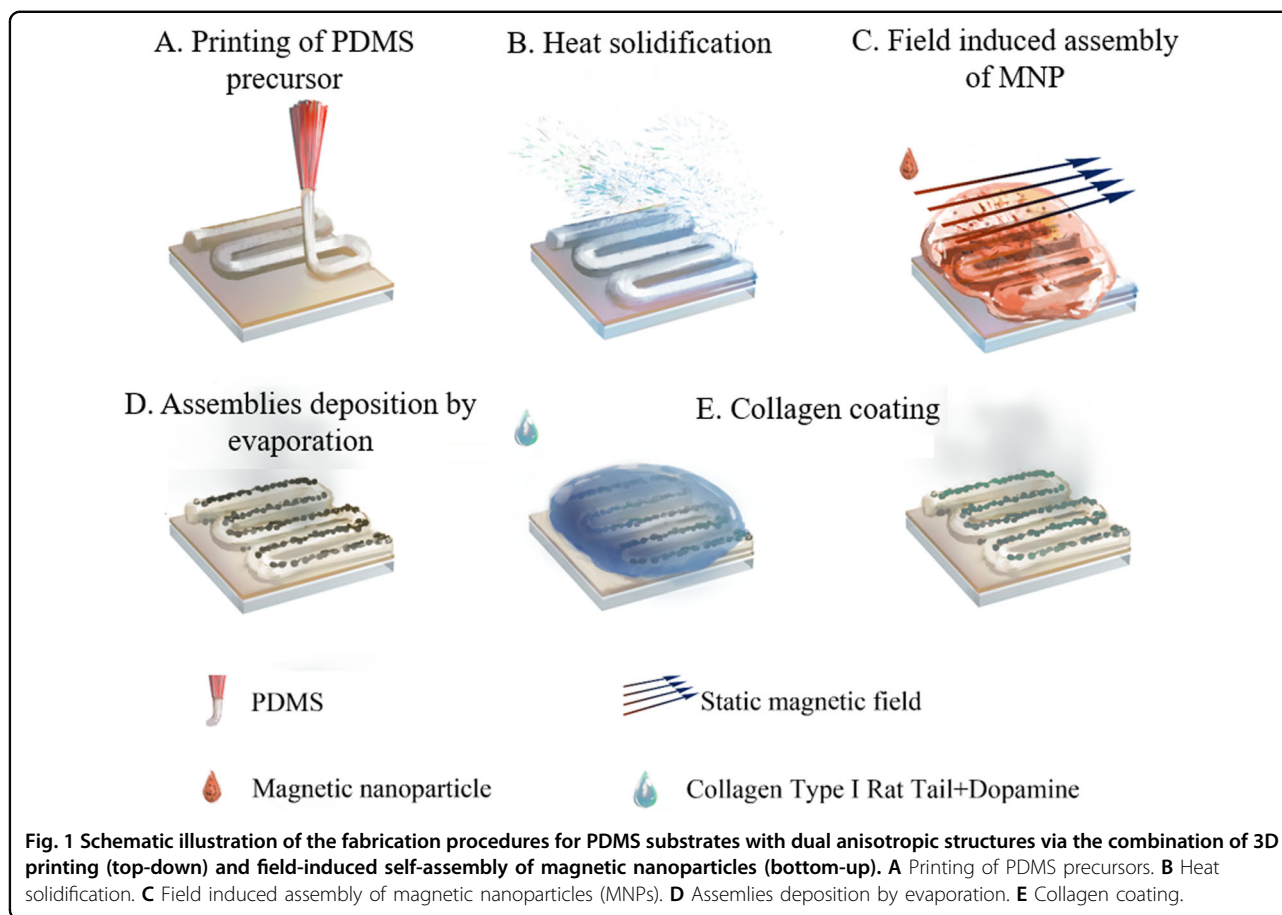 A. Printing of PDMS
precursor
B. Heat solidification
C. Field induced assembly
of MNP
D. Assemblies deposition by
evaporation
E. Collagen coating
PDMS
Static magnetic field
Magnetic nanoparticle
Collagen Type I Rat Tail+Dopamine
Fig. 1 Schematic illustration of the fabrication procedures for PDMS substrates with dual anisotropic structures via the combination of 3D
printing (top-down) and field-induced self-assembly of magnetic nanoparticles (bottom-up). A Printing of PDMS precursors. B Heat
solidification. C Field induced assembly of magnetic nanoparticles (MNPs). D Assemlies deposition by evaporation. E Collagen coating.